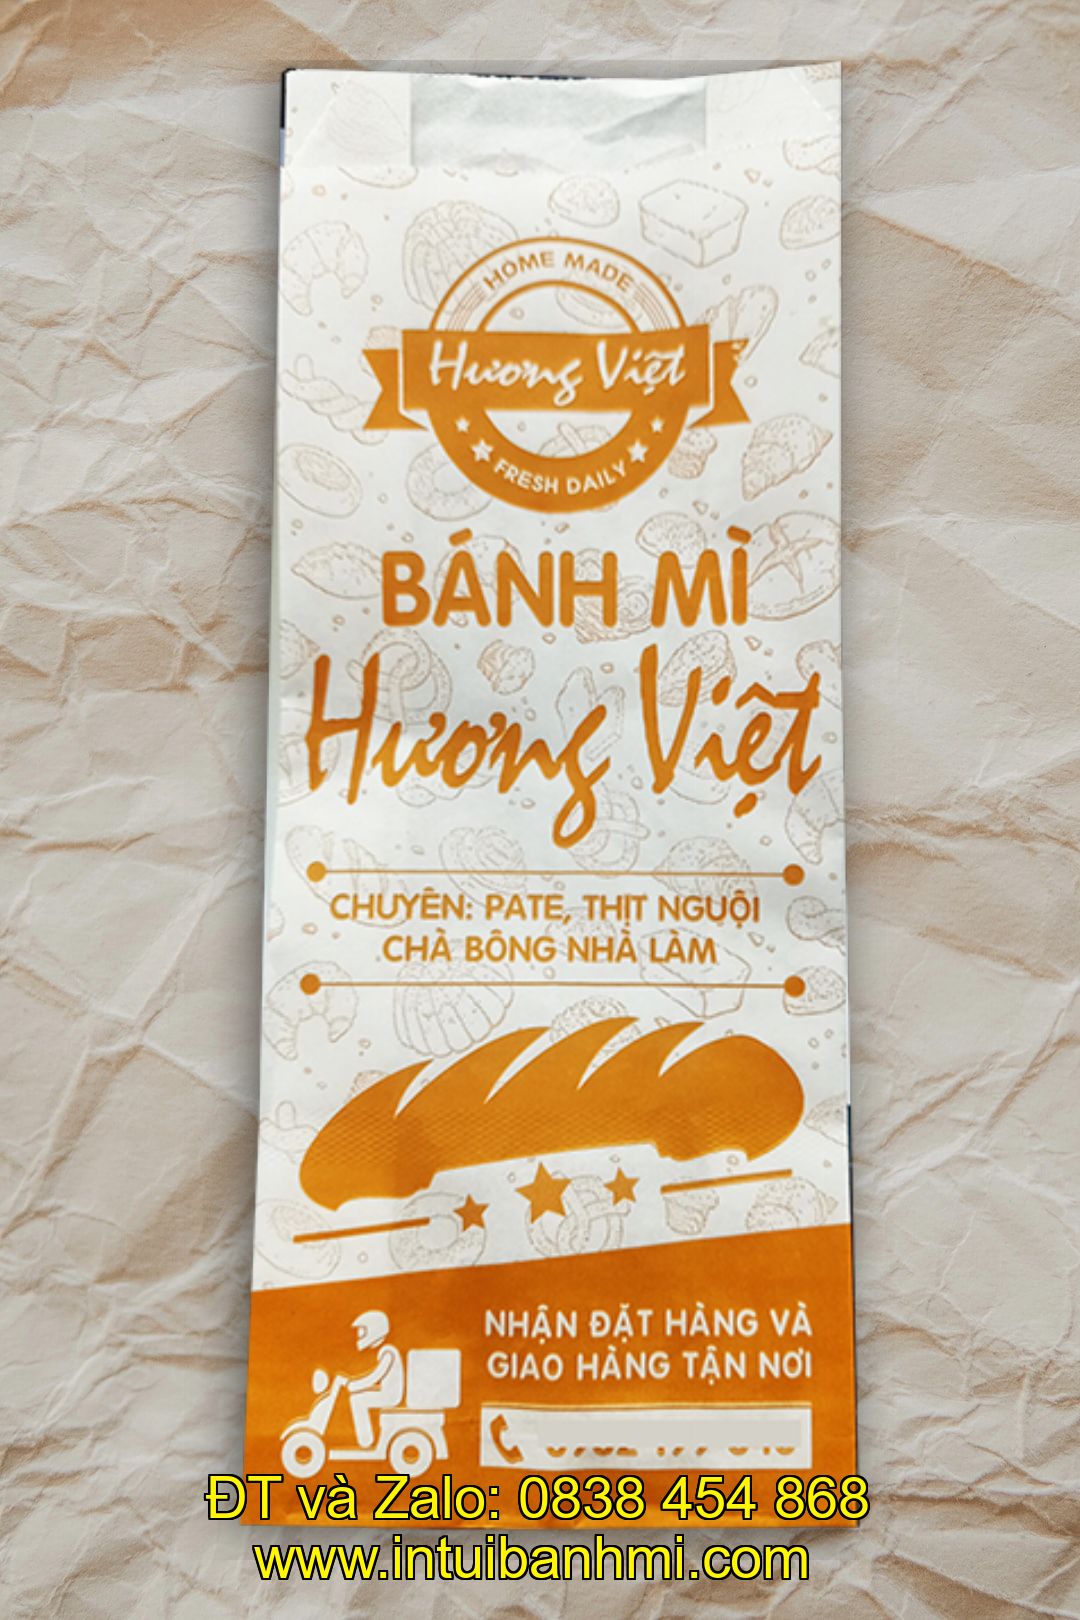 HOME MADE
Hương Việt
FRESH DAILY
BÁNH MÌ
Hương Việt
CHUYÊN: PATE, THỊT NGUỘI
CHÀ BÔNG NHÀ LÀM
NHẬN ĐẶT HÀNG VÀ
GIAO HÀNG TẬN NƠI
ĐT và Zalo: 0838 454 868
www.intuibanhmi.com